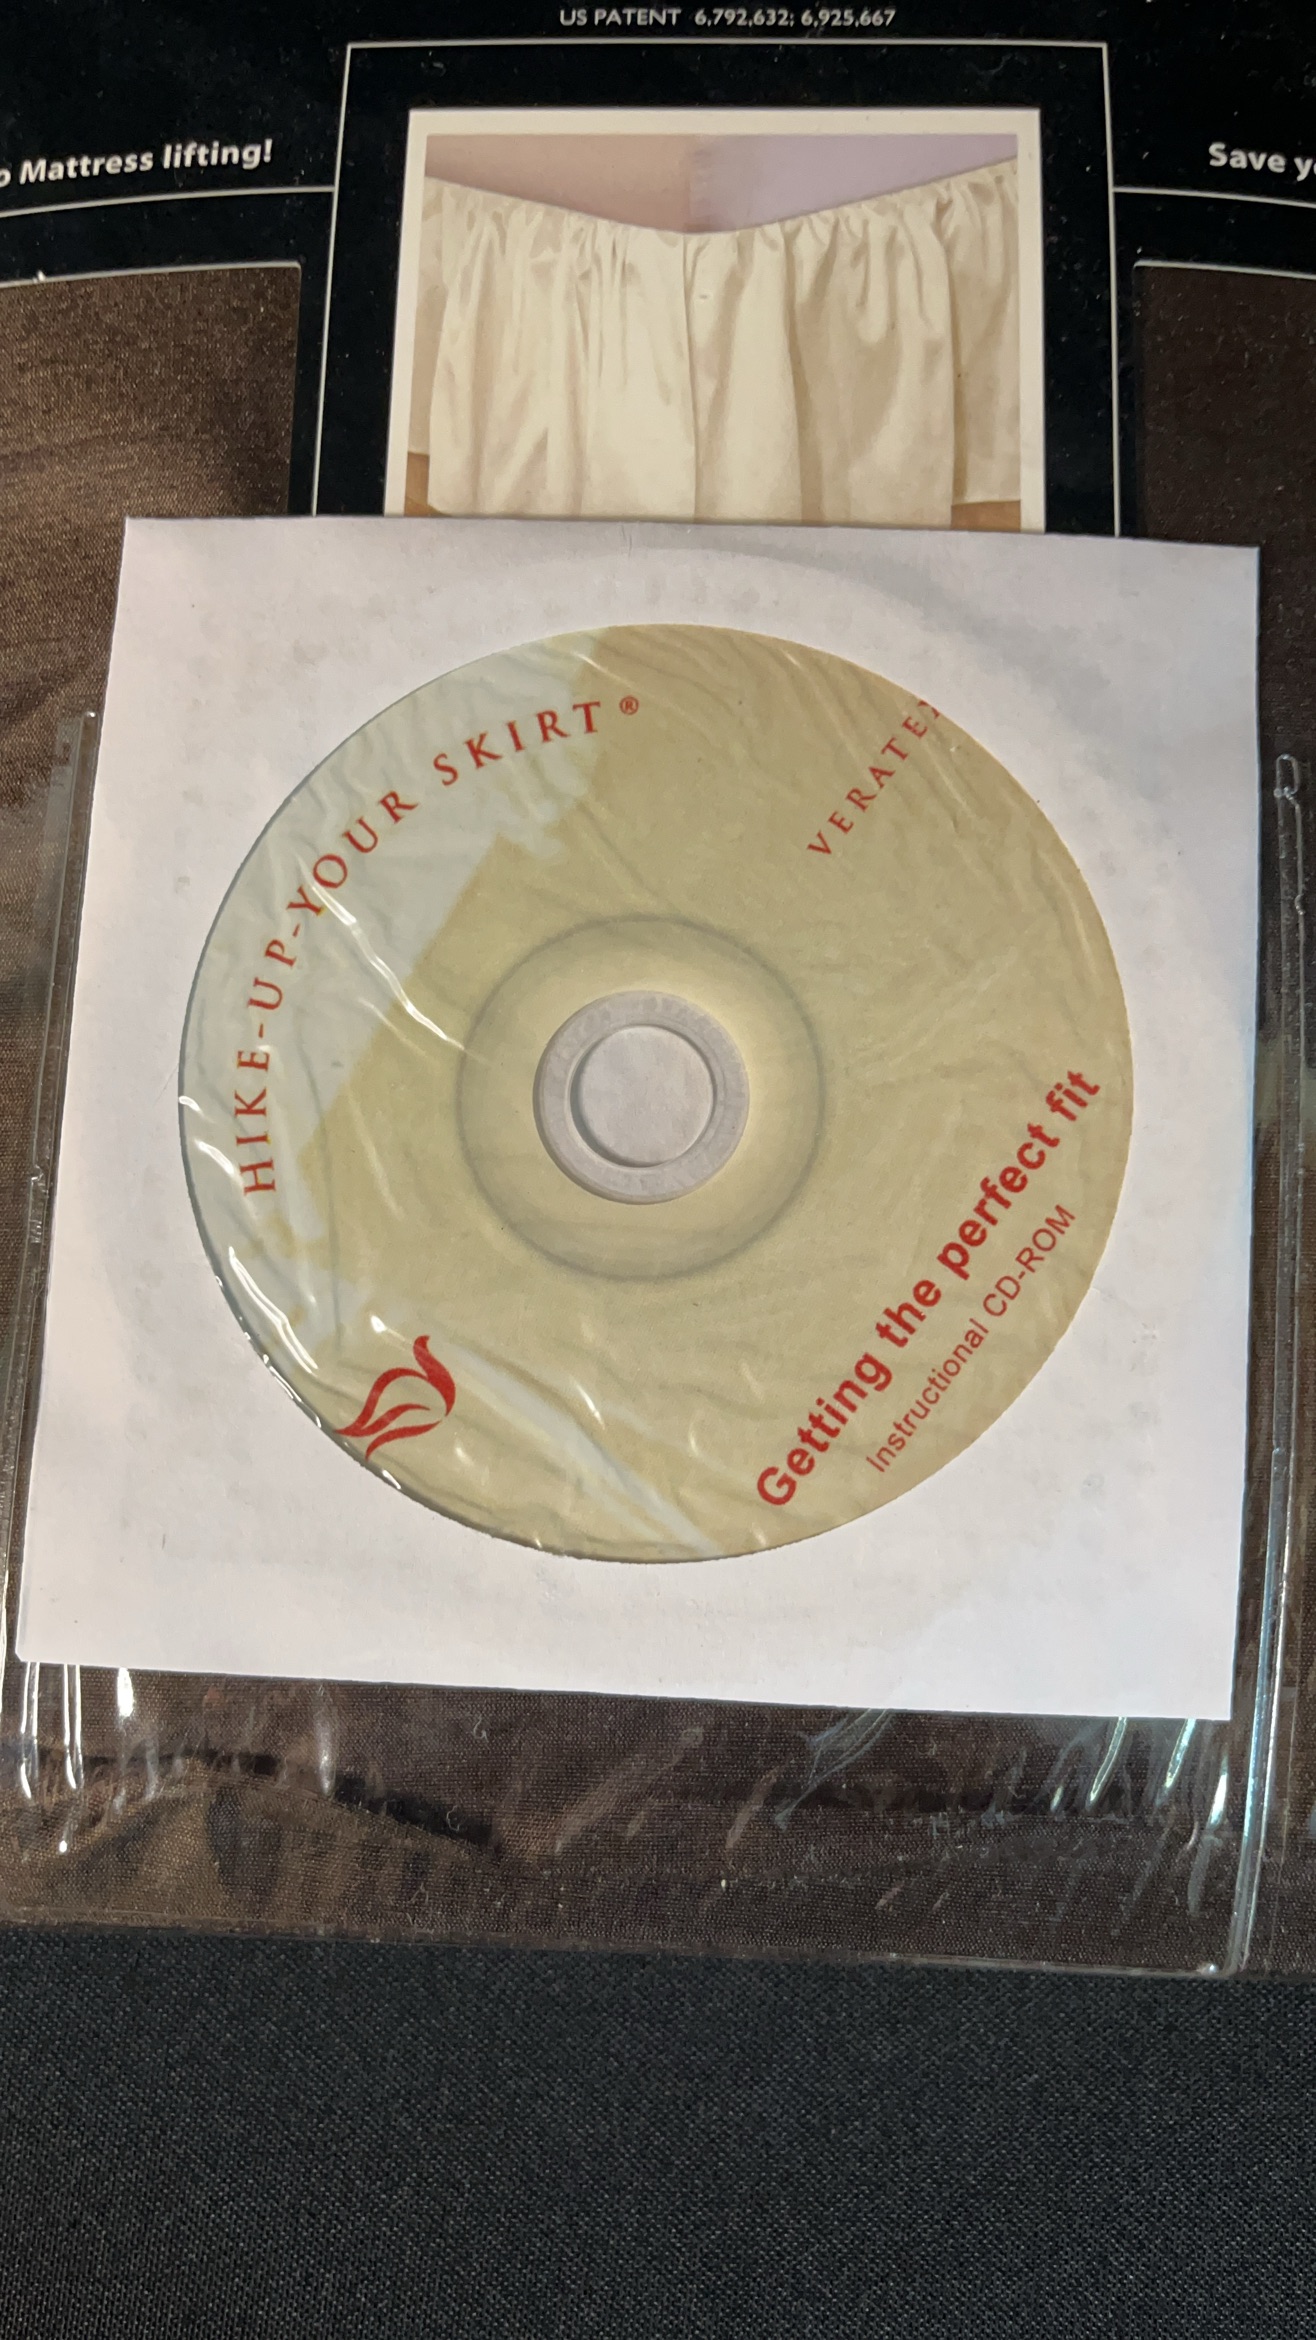 US PATENT 6,792,632; 6,925,667
Mattress lifting!
Save
HIKE-UP-YOUR SKIRT®
VERATEX
Getting the perfect fit
Instructional CD-ROM